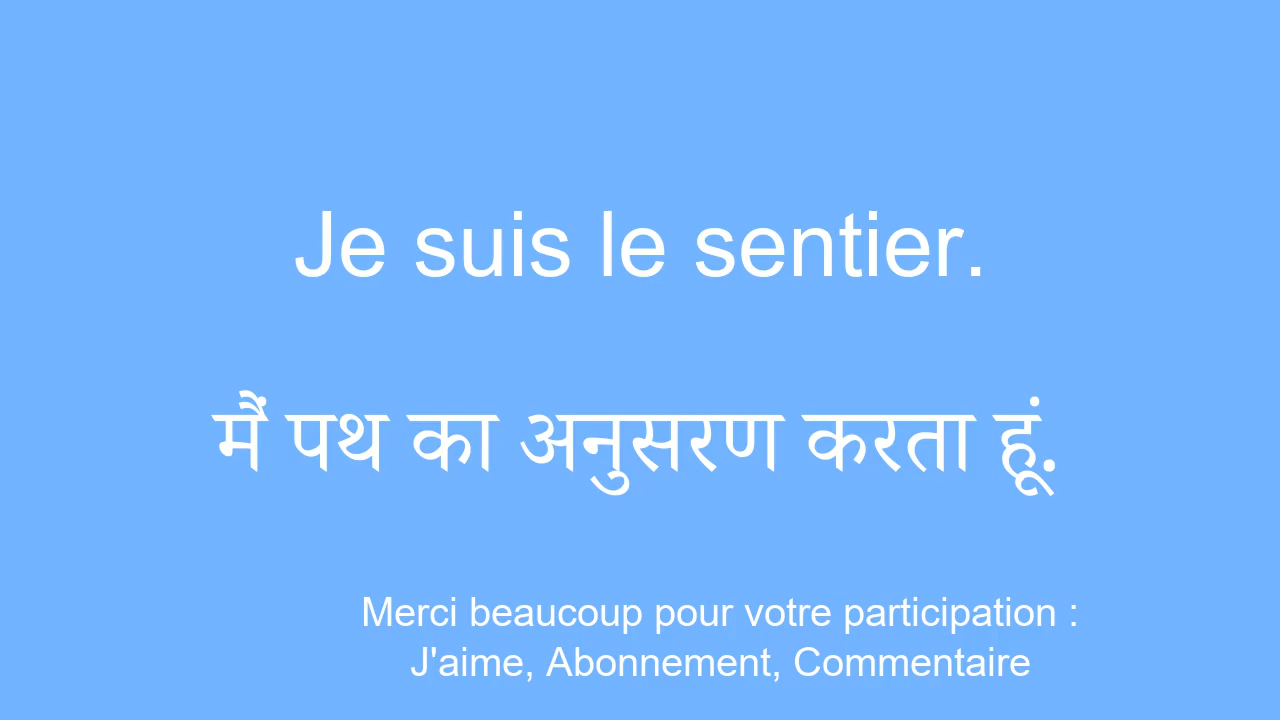 Je suis le sentier.
मैं पथ का अनुसरण करता हूं.
Merci beaucoup pour votre participation :
J'aime, Abonnement, Commentaire